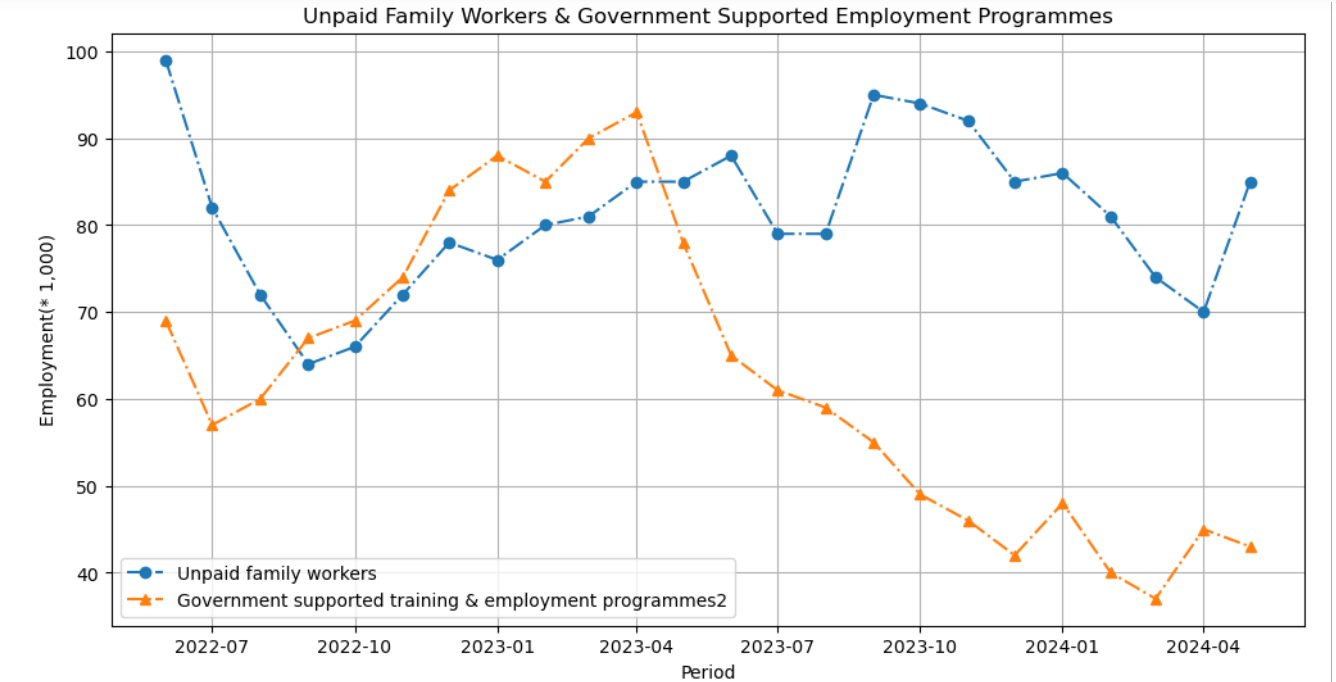 Unpaid Family Workers & Government Supported Employment Programmes
100
90
80
70
60
50
40
Employment(* 1,000)
Unpaid family workers
Government supported training & employment programmes2
2022-07 2022-10 2023-01 2023-04 2023-07 2023-10 2024-01 2024-04
Period